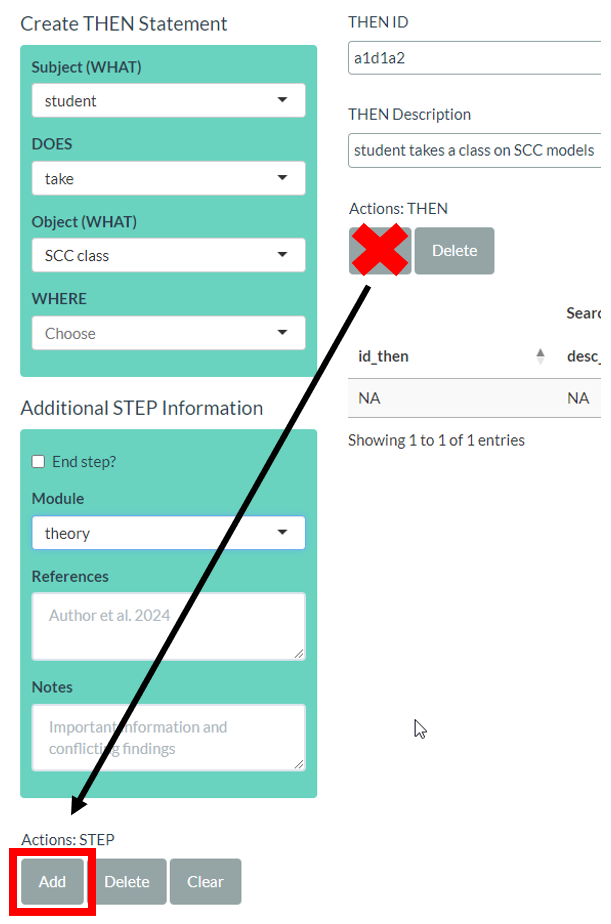 Create THEN Statement
Subject (WHAT)
student
DOES
take
Object (WHAT)
SCC class
WHERE
Choose
Additional STEP Information
End step?
Module
theory
References
Author et al. 2024
Notes
Important information and
conflicting findings
Actions: STEP
Add
Delete
Clear
THEN ID
a1d1a2
THEN Description
student takes a class on SCC models
Actions: THEN
Delete
id_then
NA
NA
Showing 1 to 1 of 1 entries